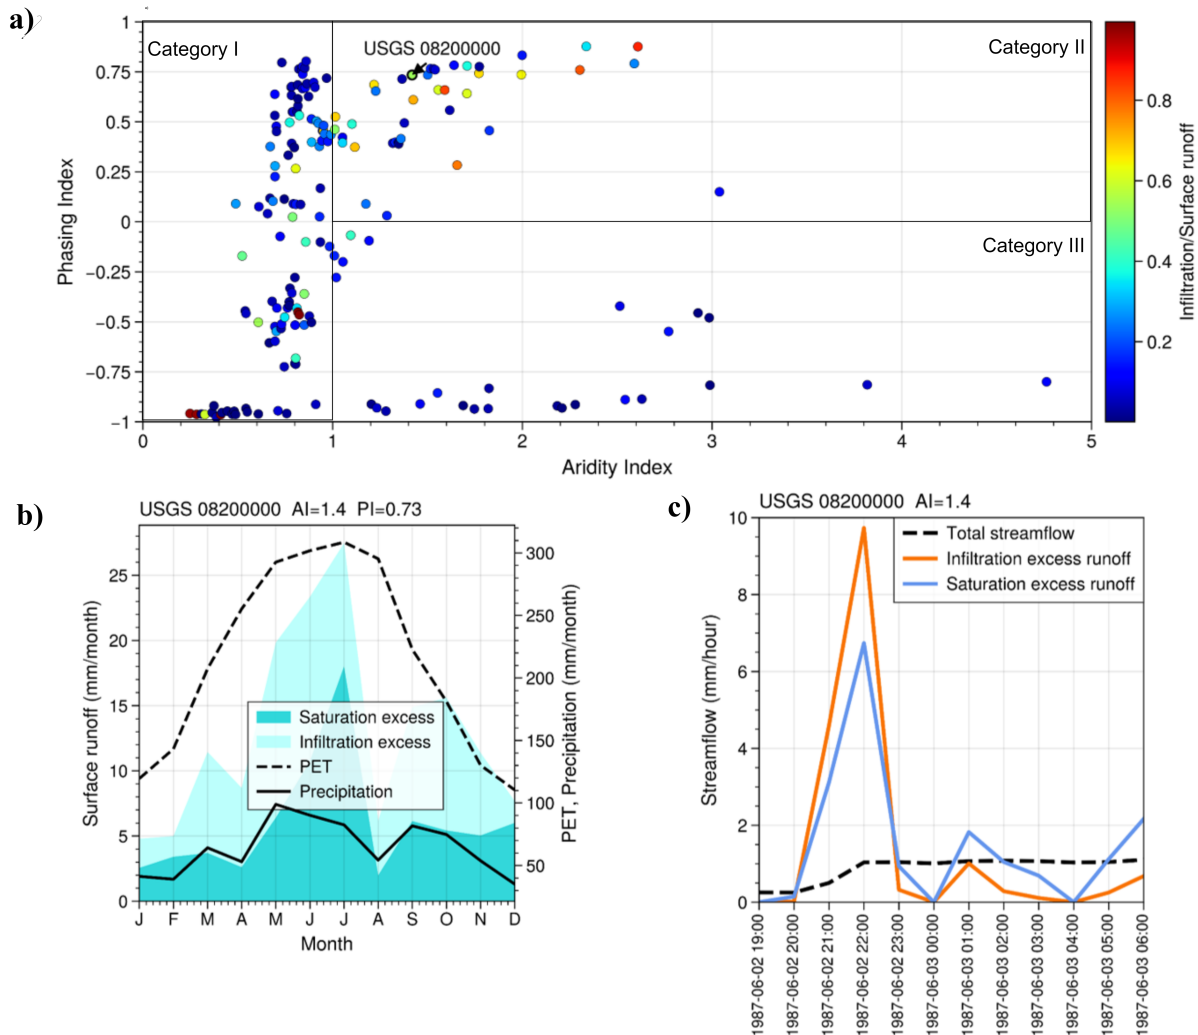 a)
1
0.75
0.5
0.25
0
−0.25
−0.5
−0.75
−1
Phasing Index
Category I
USGS 08200000
Category II
Category III
0 1 2 3 4 5
Aridity Index
0.8
0.6
0.4
0.2
Infiltration/Surface runoff
b)
USGS 08200000 AI=1.4 PI=0.73
25
20
15
10
5
0
Surface runoff (mm/month)
Saturation excess
Infiltration excess
PET
Precipitation
300
250
200
150
100
50
PET, Precipitation (mm/month)
J F M A M J J A S O N D
Month
c)
USGS 08200000 AI=1.4
10
8
6
4
2
0
Streamflow (mm/hour)
Total streamflow
Infiltration excess runoff
Saturation excess runoff
1987-06-02 19:00
1987-06-02 20:00
1987-06-02 21:00
1987-06-02 22:00
1987-06-02 23:00
1987-06-03 00:00
1987-06-03 01:00
1987-06-03 02:00
1987-06-03 03:00
1987-06-03 04:00
1987-06-03 05:00
1987-06-03 06:00